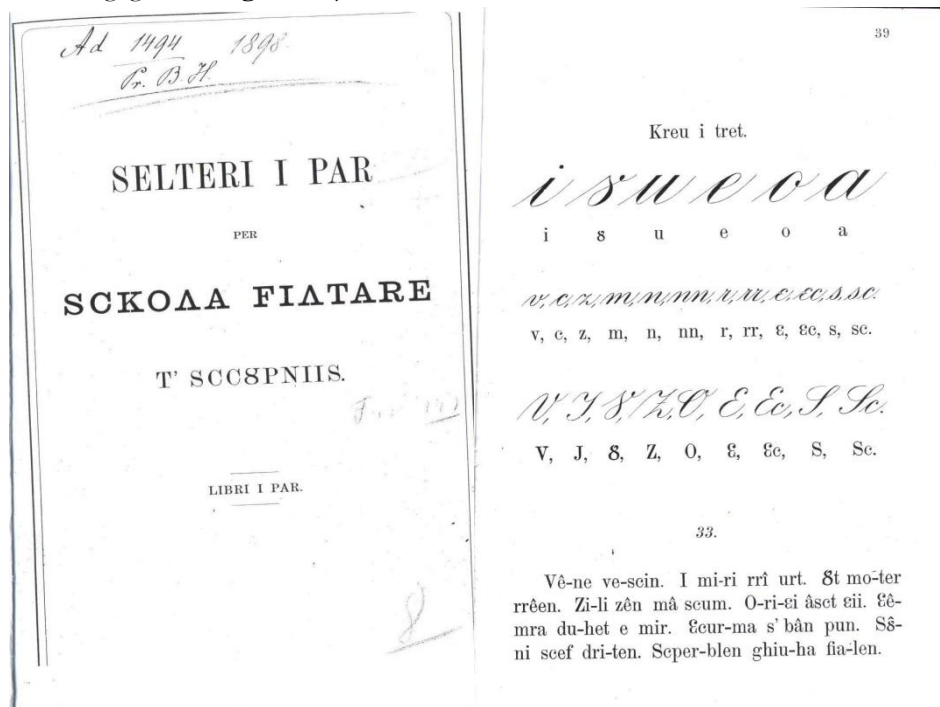 Ad 1494 1898.
Pr. B. H.
SELTERI I PAR
PER
SCKOΛA FIΛTARE
T' SCC8PNIIS.
LIBRI I PAR.
8
39
Kreu i tret.
i 8 u e o a
i 8 u e o a
v, c, z, m, n, nn, r, rr, ε, εc, s, sc.
v, c, z, m, n, nn, r, rr, ε, εc, s, sc.
V, J, 8, Z, O, Ɛ, Ɛc, S, Sc.
V, J, 8, Z, O, Ɛ, Ɛc, S, Sc.
33.
Vê-ne ve-scin. I mi-ri rrî urt. 8t mo-ter
rrêen. Zi-li zên mâ scum. O-ri-εi âsct εii. Ɛê-
mra du-het e mir. Ɛcur-ma s' bân pun. S8̂-
ni scef dri-ten. Scper-blen ghiu-ha fia-len.